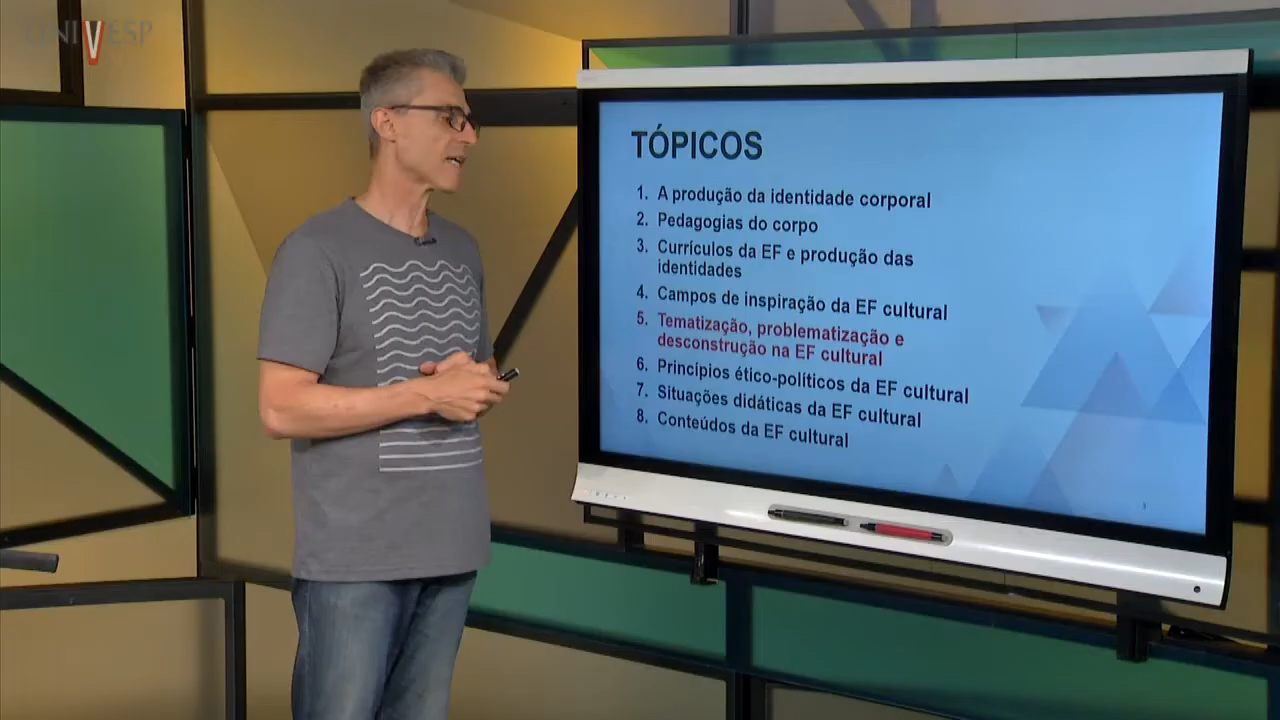 UNIVESP
TÓPICOS
1. A produção da identidade corporal
2. Pedagogias do corpo
3. Currículos da EF e produção das
identidades
4. Campos de inspiração da EF cultural
5. Tematização, problematização e
desconstrução na EF cultural
6. Princípios ético-políticos da EF cultural
7. Situações didáticas da EF cultural
8. Conteúdos da EF cultural